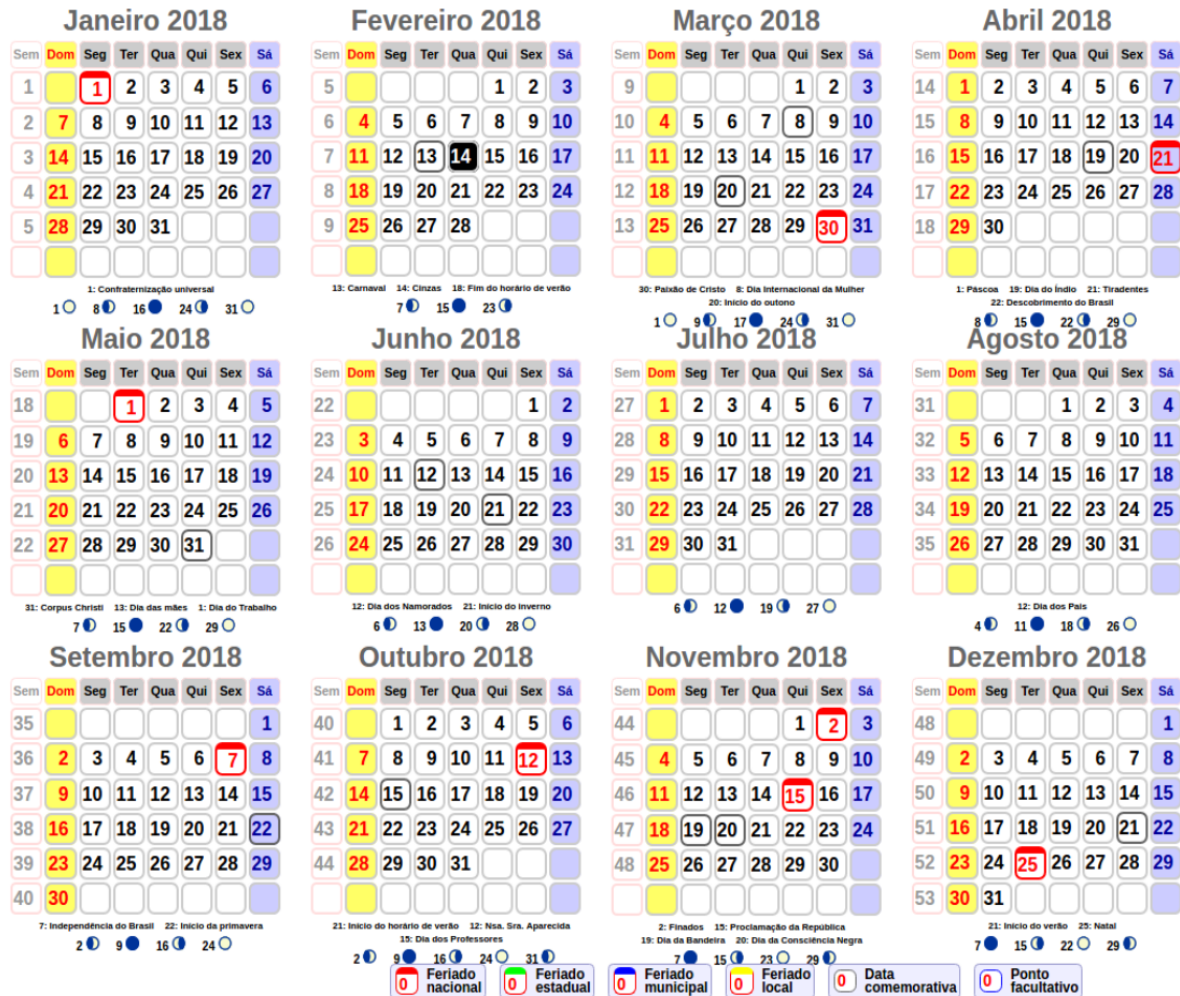 Janeiro 2018
Sem Dom Seg Ter Qua Qui Sex Sá
1 1 2 3 4 5 6
2 7 8 9 10 11 12 13
3 14 15 16 17 18 19 20
4 21 22 23 24 25 26 27
5 28 29 30 31
1: Confraternização universal
1 8 16 24 31
Fevereiro 2018
Sem Dom Seg Ter Qua Qui Sex Sá
5 1 2 3
6 4 5 6 7 8 9 10
7 11 12 13 14 15 16 17
8 18 19 20 21 22 23 24
9 25 26 27 28
13: Carnaval 14: Cinzas 18: Fim do horário de verão
7 15 23
Março 2018
Sem Dom Seg Ter Qua Qui Sex Sá
9 1 2 3
10 4 5 6 7 8 9 10
11 11 12 13 14 15 16 17
12 18 19 20 21 22 23 24
13 25 26 27 28 29 30 31
30: Paixão de Cristo 8: Dia Internacional da Mulher
20: Início do outono
1 9 17 24 31
Abril 2018
Sem Dom Seg Ter Qua Qui Sex Sá
14 1 2 3 4 5 6 7
15 8 9 10 11 12 13 14
16 15 16 17 18 19 20 21
17 22 23 24 25 26 27 28
18 29 30
1: Páscoa 19: Dia do Índio 21: Tiradentes
22: Descobrimento do Brasil
8 15 22 29
Maio 2018
Sem Dom Seg Ter Qua Qui Sex Sá
18 1 2 3 4 5
19 6 7 8 9 10 11 12
20 13 14 15 16 17 18 19
21 20 21 22 23 24 25 26
22 27 28 29 30 31
31: Corpus Christi 13: Dia das mães 1: Dia do Trabalho
7 15 22 29
Junho 2018
Sem Dom Seg Ter Qua Qui Sex Sá
22 1 2
23 3 4 5 6 7 8 9
24 10 11 12 13 14 15 16
25 17 18 19 20 21 22 23
26 24 25 26 27 28 29 30
12: Dia dos Namorados 21: Início do inverno
6 13 20 28
Julho 2018
Sem Dom Seg Ter Qua Qui Sex Sá
27 1 2 3 4 5 6 7
28 8 9 10 11 12 13 14
29 15 16 17 18 19 20 21
30 22 23 24 25 26 27 28
31 29 30 31
6 12 19 27
Agosto 2018
Sem Dom Seg Ter Qua Qui Sex Sá
31 1 2 3 4
32 5 6 7 8 9 10 11
33 12 13 14 15 16 17 18
34 19 20 21 22 23 24 25
35 26 27 28 29 30 31
12: Dia dos Pais
4 11 18 26
Setembro 2018
Sem Dom Seg Ter Qua Qui Sex Sá
35 1
36 2 3 4 5 6 7 8
37 9 10 11 12 13 14 15
38 16 17 18 19 20 21 22
39 23 24 25 26 27 28 29
40 30
7: Independência do Brasil 22: Início da primavera
2 9 16 24
Outubro 2018
Sem Dom Seg Ter Qua Qui Sex Sá
40 1 2 3 4 5 6
41 7 8 9 10 11 12 13
42 14 15 16 17 18 19 20
43 21 22 23 24 25 26 27
44 28 29 30 31
21: Início do horário de verão 12: Nsa. Sra. Aparecida
15: Dia dos Professores
2 9 16 24 31
Novembro 2018
Sem Dom Seg Ter Qua Qui Sex Sá
44 1 2 3
45 4 5 6 7 8 9 10
46 11 12 13 14 15 16 17
47 18 19 20 21 22 23 24
48 25 26 27 28 29 30
2: Finados 15: Proclamação da República
19: Dia da Bandeira 20: Dia da Consciência Negra
7 15 23 29
Dezembro 2018
Sem Dom Seg Ter Qua Qui Sex Sá
48 1
49 2 3 4 5 6 7 8
50 9 10 11 12 13 14 15
51 16 17 18 19 20 21 22
52 23 24 25 26 27 28 29
53 30 31
21: Início do verão 25: Natal
7 15 22 29
0 Feriado nacional
0 Feriado estadual
0 Feriado municipal
0 Feriado local
0 Data comemorativa
0 Ponto facultativo